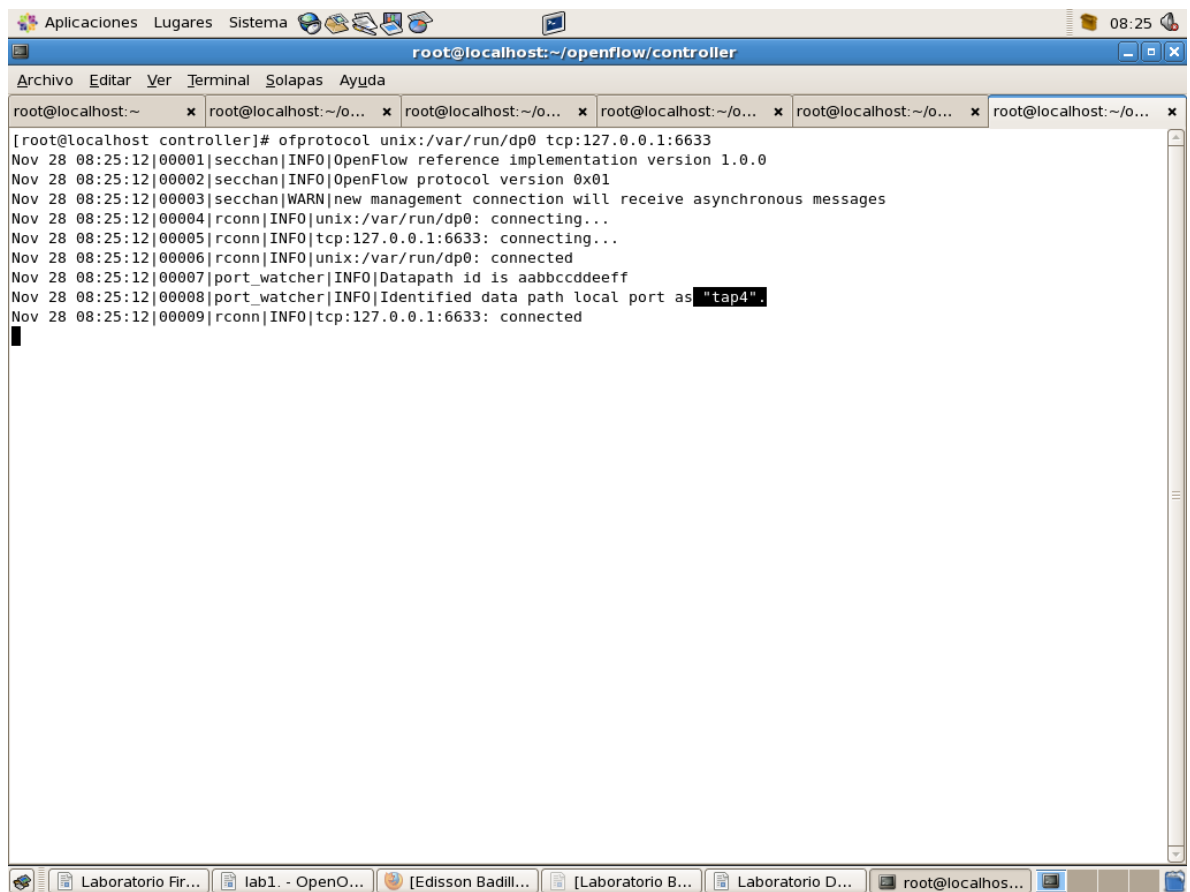 Aplicaciones Lugares Sistema 08:25
root@localhost:~/openflow/controller
Archivo Editar Ver Terminal Solapas Ayuda
root@localhost:~ root@localhost:~/o... root@localhost:~/o... root@localhost:~/o... root@localhost:~/o... root@localhost:~/o...
[root@localhost controller]# ofprotocol unix:/var/run/dp0 tcp:127.0.0.1:6633
Nov 28 08:25:12|00001|secchan|INFO|OpenFlow reference implementation version 1.0.0
Nov 28 08:25:12|00002|secchan|INFO|OpenFlow protocol version 0x01
Nov 28 08:25:12|00003|secchan|WARN|new management connection will receive asynchronous messages
Nov 28 08:25:12|00004|rconn|INFO|unix:/var/run/dp0: connecting...
Nov 28 08:25:12|00005|rconn|INFO|tcp:127.0.0.1:6633: connecting...
Nov 28 08:25:12|00006|rconn|INFO|unix:/var/run/dp0: connected
Nov 28 08:25:12|00007|port_watcher|INFO|Datapath id is aabbccddeeff
Nov 28 08:25:12|00008|port_watcher|INFO|Identified data path local port as "tap4".
Nov 28 08:25:12|00009|rconn|INFO|tcp:127.0.0.1:6633: connected
Laboratorio Fir... lab1. - OpenO... [Edisson Badill... [Laboratorio B... Laboratorio D... root@localhos...